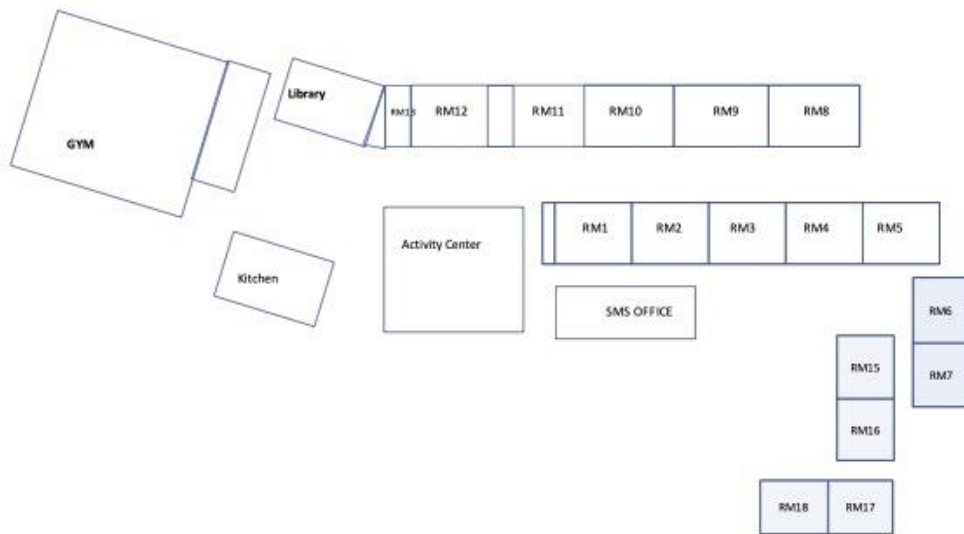 GYM
Library
RM13
RM12
RM11
RM10
RM9
RM8
Kitchen
Activity Center
RM1
RM2
RM3
RM4
RM5
SMS OFFICE
RM6
RM7
RM15
RM16
RM18
RM17